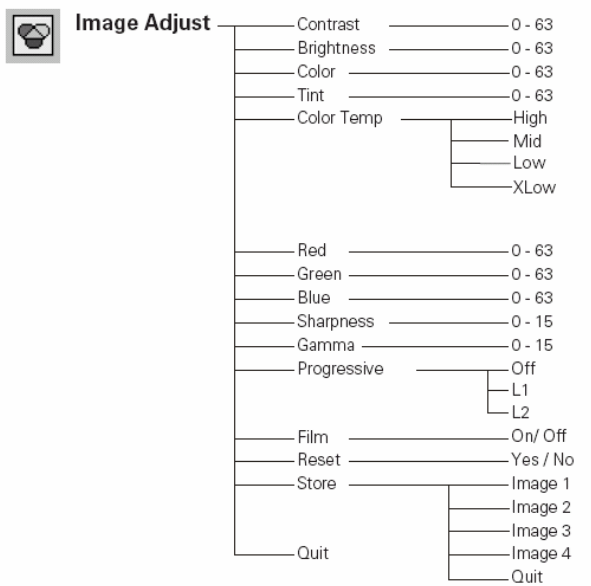 Image Adjust
Contrast 0 - 63
Brightness 0 - 63
Color 0 - 63
Tint 0 - 63
Color Temp High
Mid
Low
XLow
Red 0 - 63
Green 0 - 63
Blue 0 - 63
Sharpness 0 - 15
Gamma 0 - 15
Progressive Off
L1
L2
Film On/ Off
Reset Yes / No
Store Image 1
Image 2
Image 3
Quit Image 4
Quit